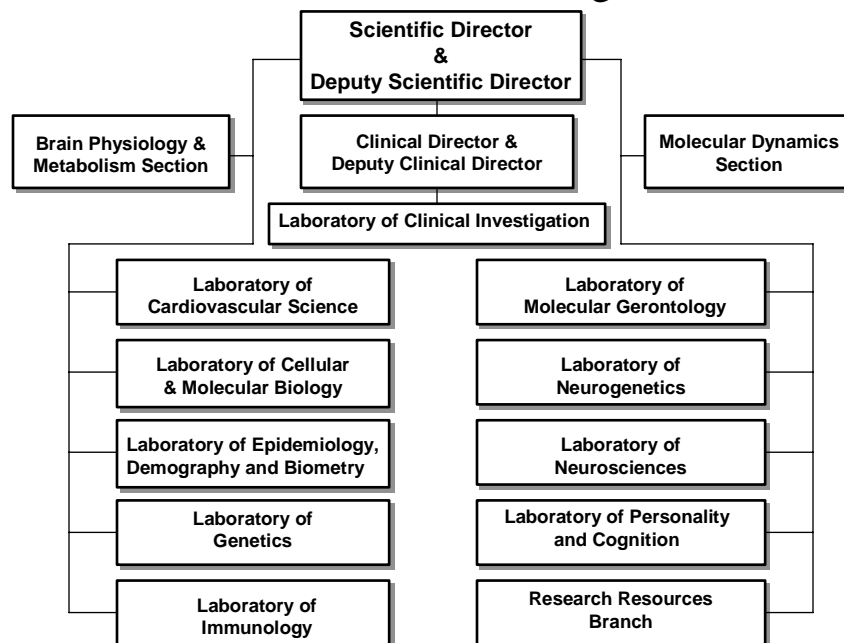 Scientific Director
&
Deputy Scientific Director
Brain Physiology &
Metabolism Section
Clinical Director &
Deputy Clinical Director
Molecular Dynamics
Section
Laboratory of Clinical Investigation
Laboratory of
Cardiovascular Science
Laboratory of
Molecular Gerontology
Laboratory of Cellular
& Molecular Biology
Laboratory of
Neurogenetics
Laboratory of Epidemiology,
Demography and Biometry
Laboratory of
Neurosciences
Laboratory of
Genetics
Laboratory of Personality
and Cognition
Laboratory of
Immunology
Research Resources
Branch